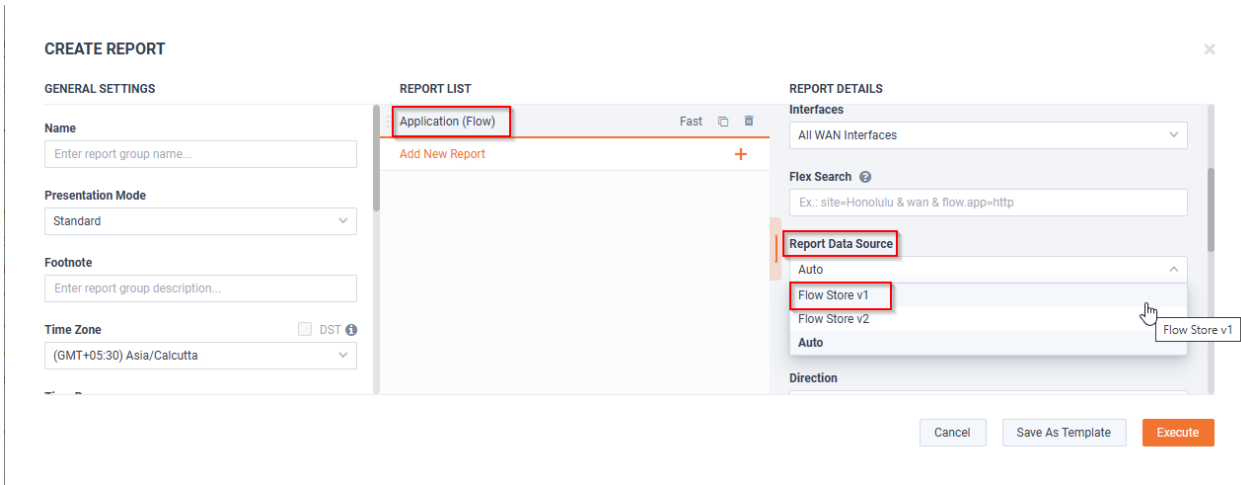 CREATE REPORT
GENERAL SETTINGS
Name
Enter report group name...
Presentation Mode
Standard
Footnote
Enter report group description...
Time Zone
DST
(GMT+05:30) Asia/Calcutta
REPORT LIST
Application (Flow)
Fast
Add New Report
REPORT DETAILS
Interfaces
All WAN Interfaces
Flex Search
Ex.: site=Honolulu & wan & flow.app=http
Report Data Source
Auto
Flow Store v1
Flow Store v2
Auto
Flow Store v1
Direction
Cancel
Save As Template
Execute